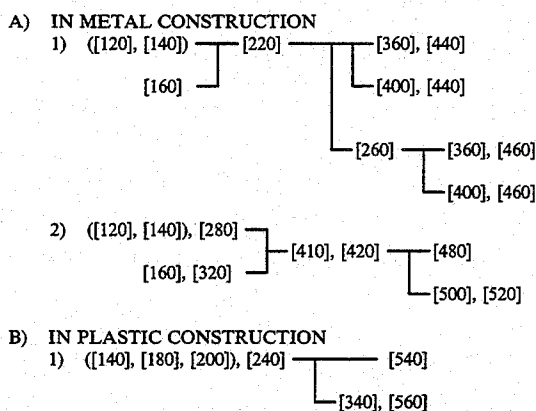 A) IN METAL CONSTRUCTION
1) ([120], [140]) [220] [360], [440]
[160] [400], [440]
[260] [360], [460]
[400], [460]
2) ([120], [140]), [280]
[410], [420] [480]
[160], [320]
[500], [520]
B) IN PLASTIC CONSTRUCTION
1) ([140], [180], [200]), [240] [540]
[340], [560]